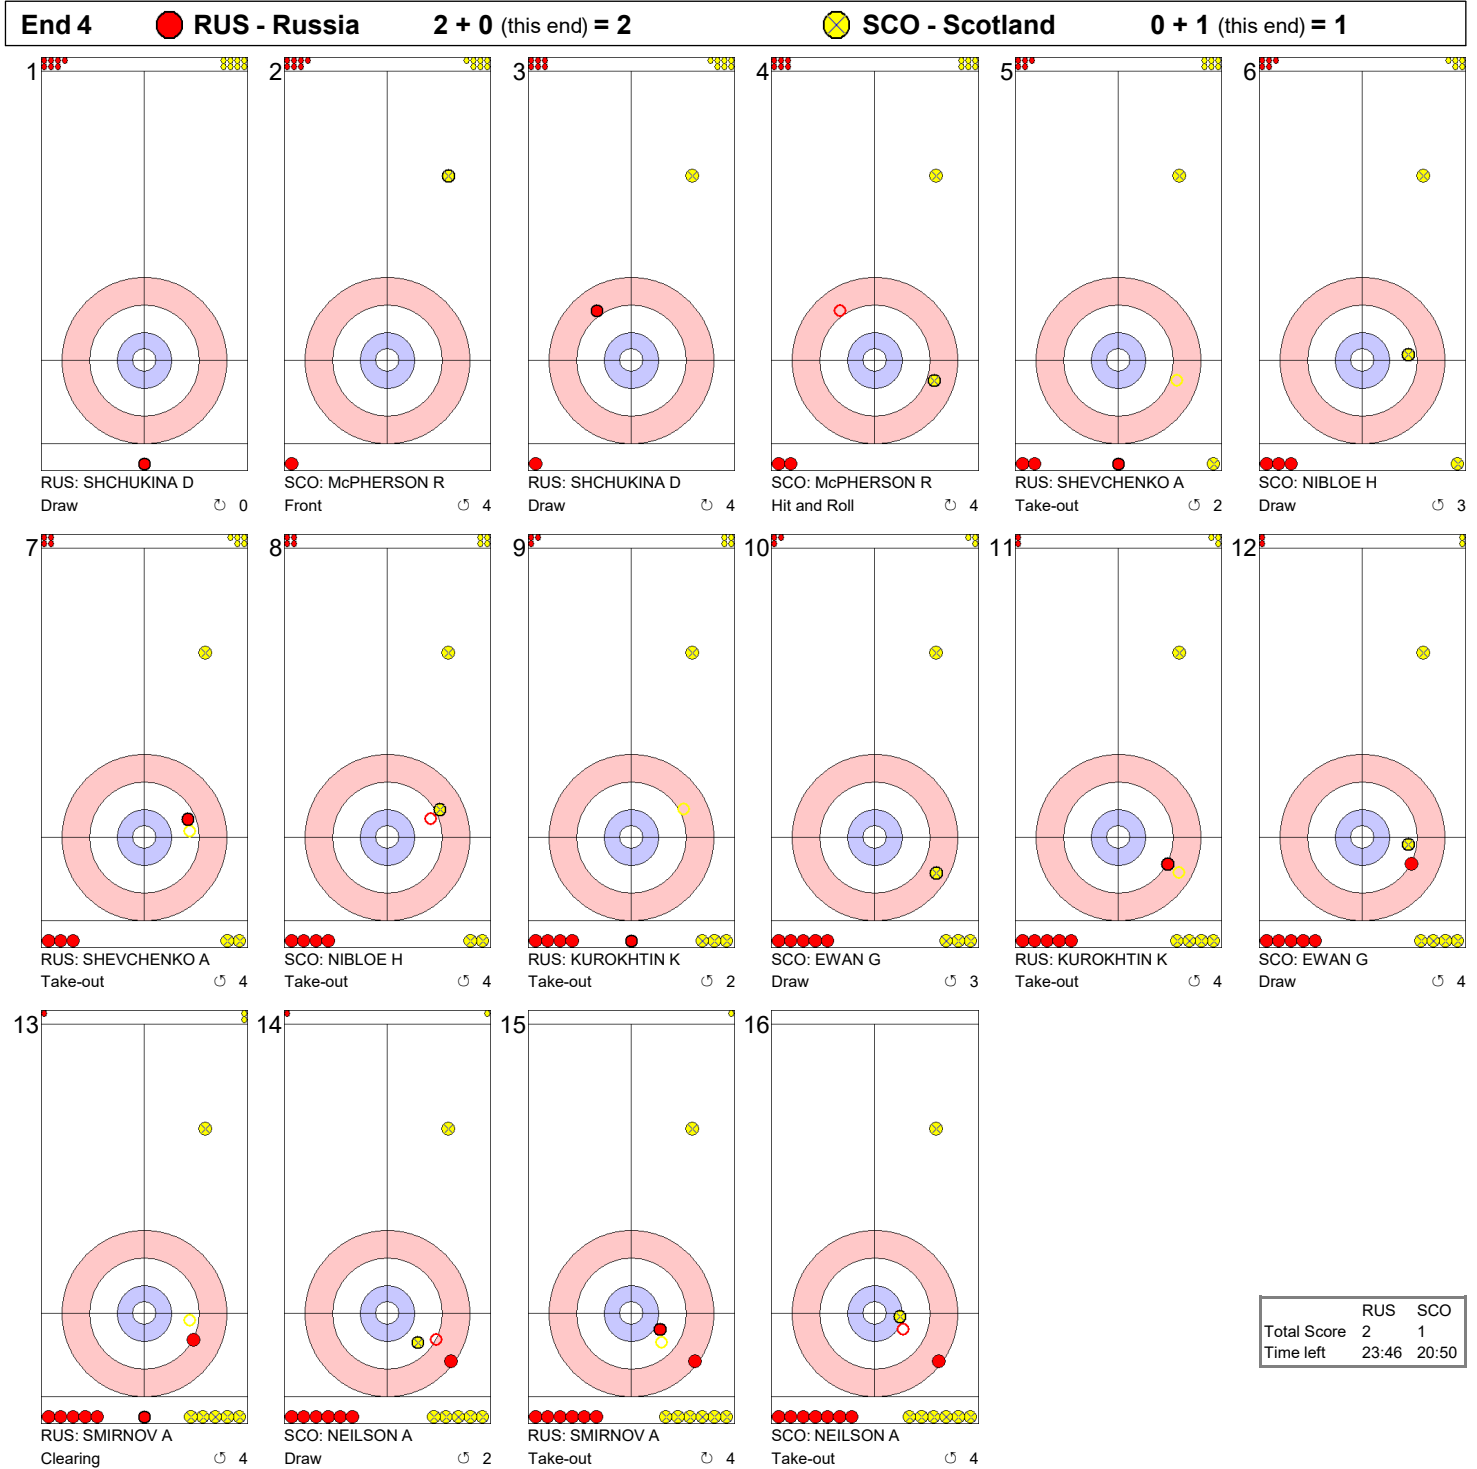 End 4 RUS - Russia 2 + 0 (this end) = 2 SCO - Scotland 0 + 1 (this end) = 1
1 2 3 4 5 6
RUS: SHCHUKINA D SCO: McPHERSON R RUS: SHCHUKINA D SCO: McPHERSON R RUS: SHEVCHENKO A SCO: NIBLOE H
Draw ↻ 0 Front ↺ 4 Draw ↺ 4 Hit and Roll ↻ 4 Take-out ↺ 2 Draw ↺ 3
7 8 9 10 11 12
RUS: SHEVCHENKO A SCO: NIBLOE H RUS: KUROKHTIN K SCO: EWAN G RUS: KUROKHTIN K SCO: EWAN G
Take-out ↺ 4 Take-out ↺ 4 Take-out ↺ 2 Draw ↺ 3 Take-out ↺ 4 Draw ↺ 4
13 14 15 16
RUS SCO
Total Score 2 1
Time left 23:46 20:50
RUS: SMIRNOV A SCO: NEILSON A RUS: SMIRNOV A SCO: NEILSON A
Clearing ↺ 4 Draw ↺ 2 Take-out ↺ 4 Take-out ↺ 4